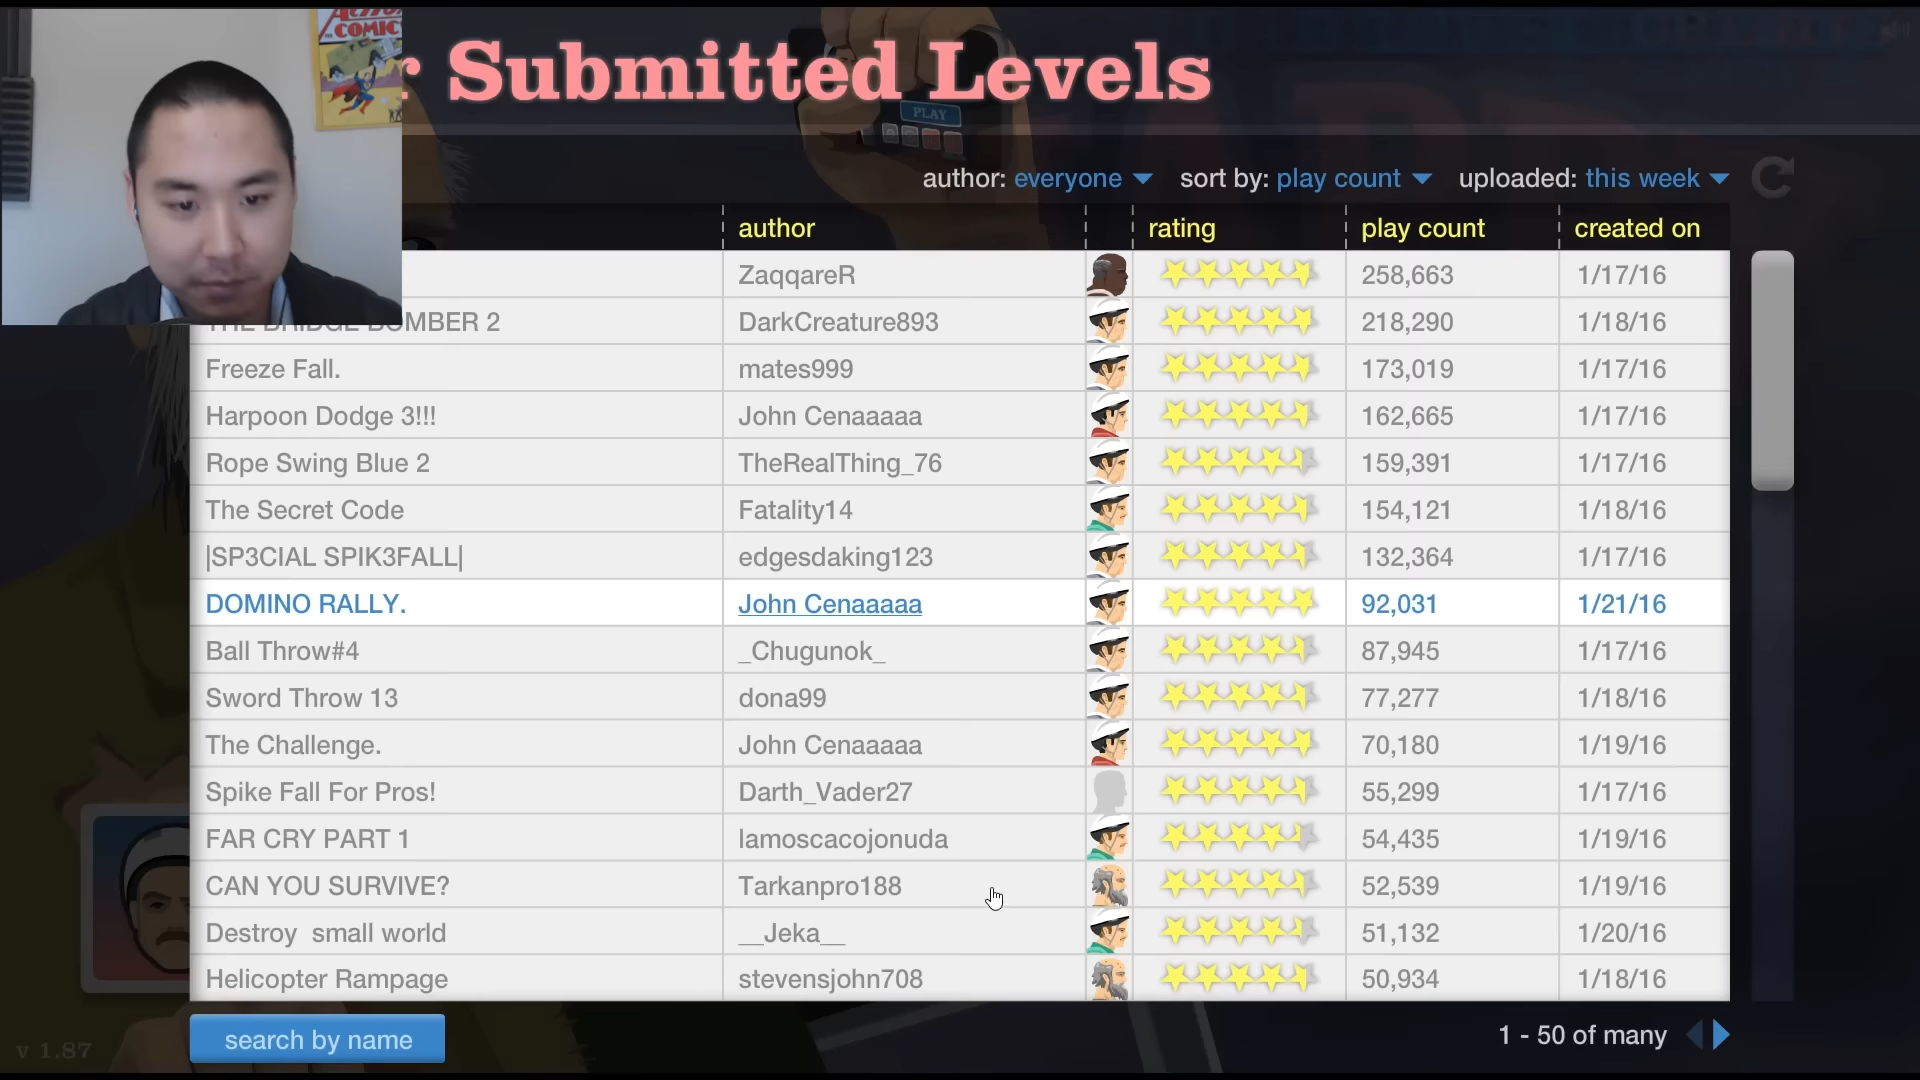 ACTION
COMICS
r Submitted Levels
PLAY
author: everyone sort by: play count uploaded: this week
author rating play count created on
ZaqqareR 258,663 1/17/16
THE BRIDGE BOMBER 2 DarkCreature893 218,290 1/18/16
Freeze Fall. mates999 173,019 1/17/16
Harpoon Dodge 3!!! John Cenaaaaa 162,665 1/17/16
Rope Swing Blue 2 TheRealThing_76 159,391 1/17/16
The Secret Code Fatality14 154,121 1/18/16
|SP3CIAL SPIK3FALL| edgesdaking123 132,364 1/17/16
DOMINO RALLY. John Cenaaaaa 92,031 1/21/16
Ball Throw#4 _Chugunok_ 87,945 1/17/16
Sword Throw 13 dona99 77,277 1/18/16
The Challenge. John Cenaaaaa 70,180 1/19/16
Spike Fall For Pros! Darth_Vader27 55,299 1/17/16
FAR CRY PART 1 lamoscacojonuda 54,435 1/19/16
CAN YOU SURVIVE? Tarkanpro188 52,539 1/19/16
Destroy  small world __Jeka__ 51,132 1/20/16
Helicopter Rampage stevensjohn708 50,934 1/18/16
search by name 1 - 50 of many
v 1.87